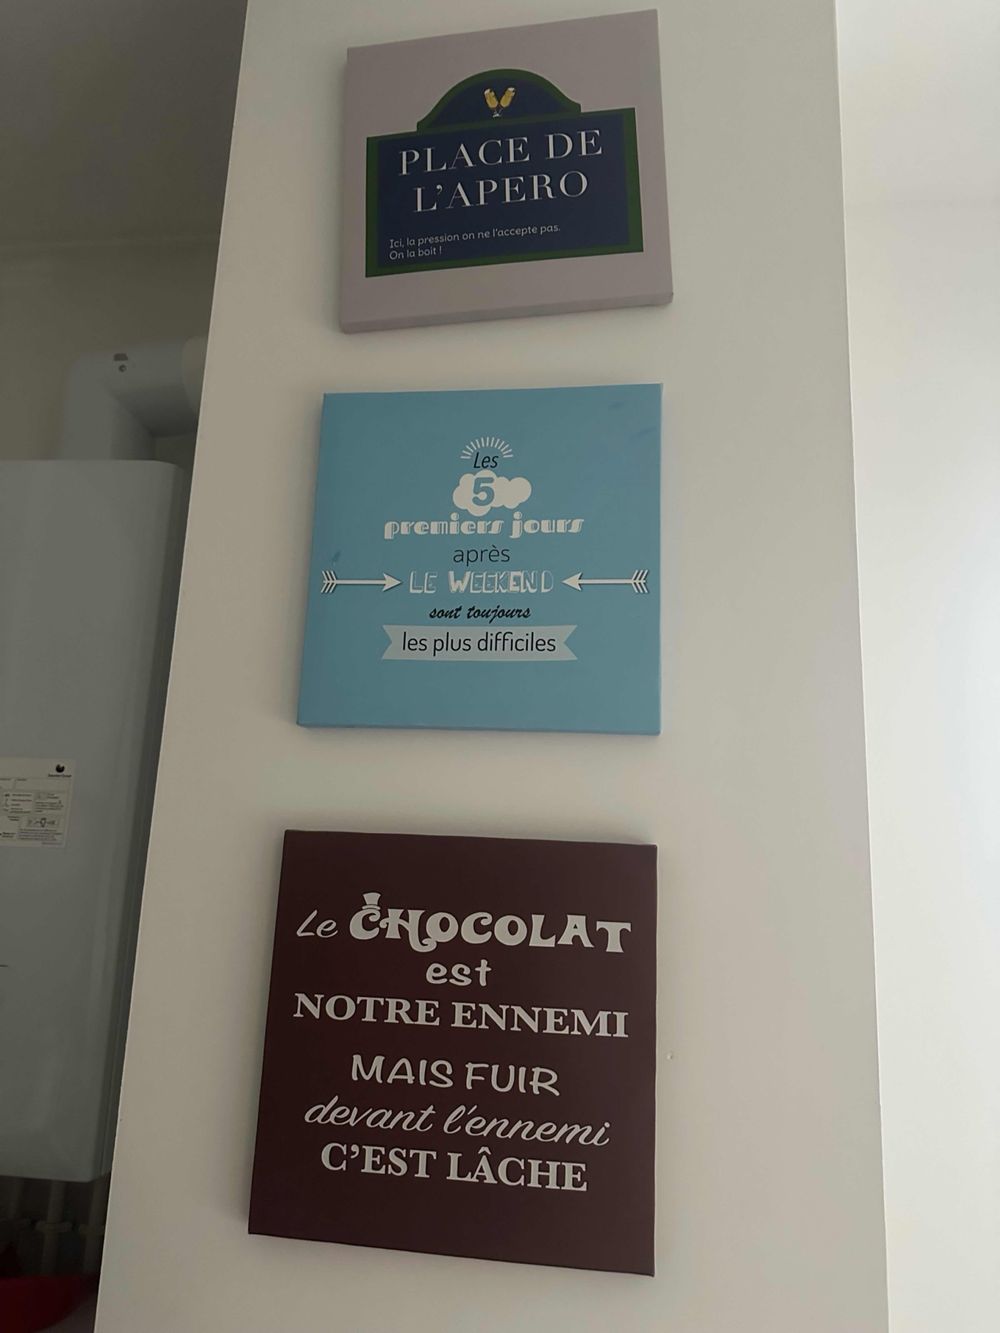 PLACE DE
L'APERO
Ici, la pression on ne l'accepte pas.
On la boit !
Les
5
premiers jours
après
LE WEEKEND
sont toujours
les plus difficiles
Le CHOCOLAT
est
NOTRE ENNEMI
MAIS FUIR
devant l'ennemi
C'EST LÂCHE